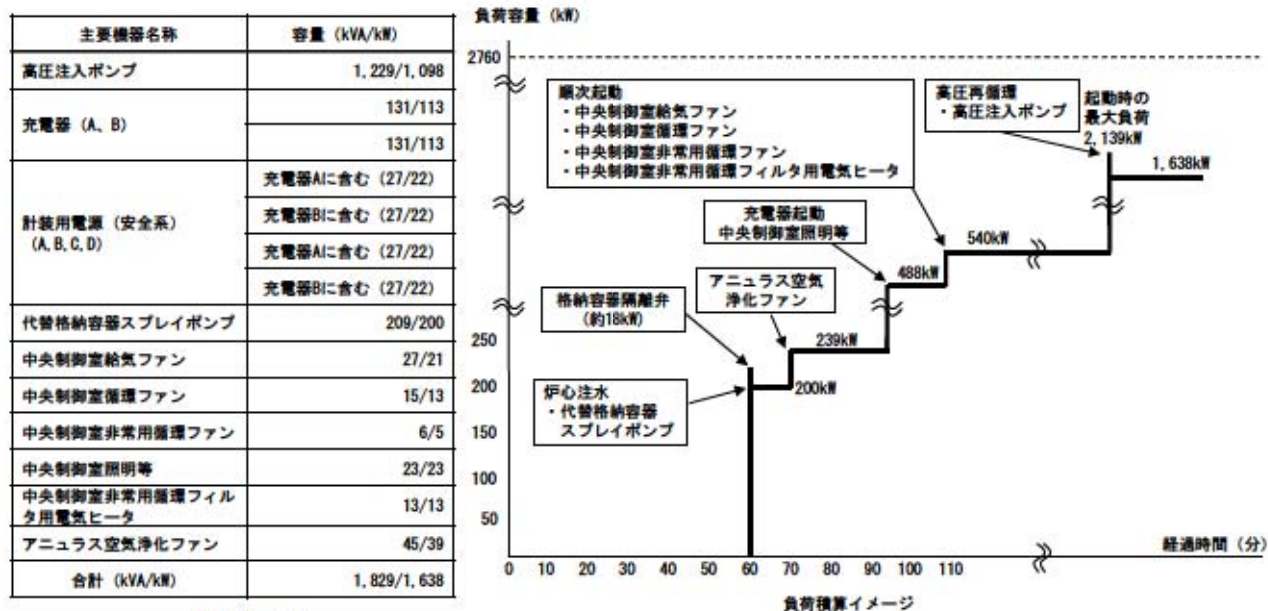 主要機器名称 容量 (kVA/kW)
高圧注入ポンプ 1,229/1,098
充電器 (A、B) 131/113
131/113
計装用電源 (安全系)
(A,B,C,D)
充電器Aに含む (27/22)
充電器Bに含む (27/22)
充電器Aに含む (27/22)
充電器Bに含む (27/22)
代替格納容器スプレイポンプ 209/200
中央制御室給気ファン 27/21
中央制御室循環ファン 15/13
中央制御室非常用循環ファン 6/5
中央制御室照明等 23/23
中央制御室非常用循環フィル
タ用電気ヒータ 13/13
アニュラス空気浄化ファン 45/39
合計 (kVA/kW) 1,829/1,638
負荷容量 (kW)
2760
順次起動
・中央制御室給気ファン
・中央制御室循環ファン
・中央制御室非常用循環ファン
・中央制御室非常用循環フィルタ用電気ヒータ
高圧再循環
・高圧注入ポンプ
起動時の
最大負荷
2,139kW
1,638kW
充電器起動
中央制御室照明等
540kW
488kW
アニュラス空気
浄化ファン
239kW
格納容器隔離弁
(約18kW)
200kW
炉心注水
・代替格納容器
スプレイポンプ
250
200
150
100
50
0 10 20 30 40 50 60 70 80 90 100 110
経過時間 (分)
負荷積算イメージ